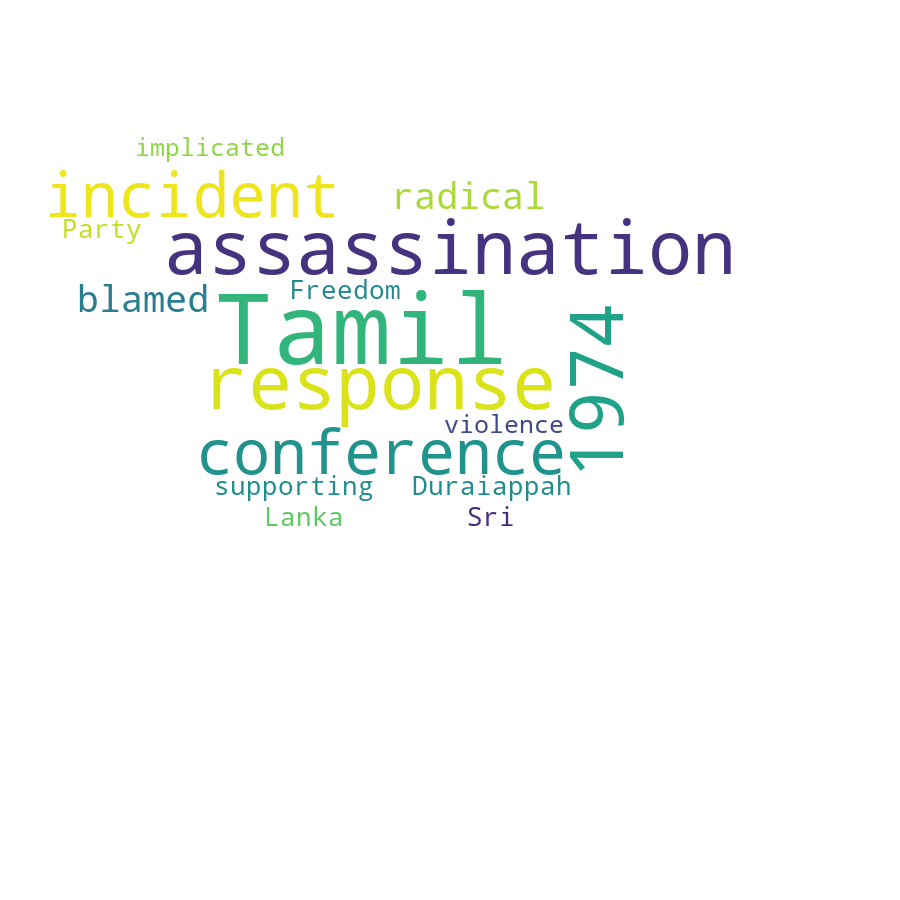 implicated
incident
radical
Party
assassination
blamed
Freedom
Tamil
1974
response
violence
conference
supporting
Duraiappah
Lanka
Sri